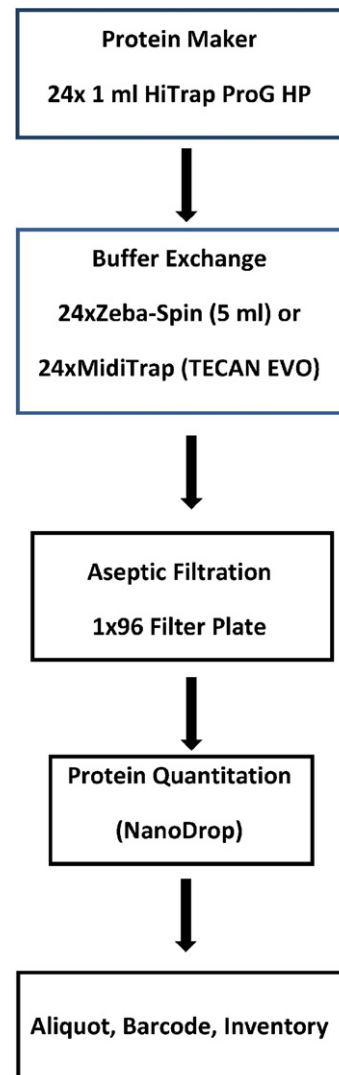 Protein Maker
24x 1 ml HiTrap ProG HP
Buffer Exchange
24xZeba-Spin (5 ml) or
24xMidiTrap (TECAN EVO)
Aseptic Filtration
1x96 Filter Plate
Protein Quantitation
(NanoDrop)
Aliquot, Barcode, Inventory